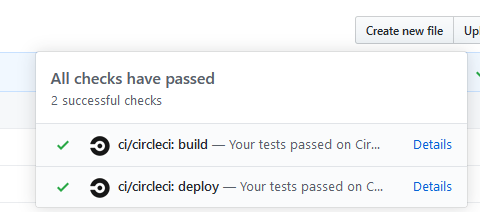 Create new file
Upl
All checks have passed
2 successful checks
ci/circleci: build — Your tests passed on Cir...
Details
ci/circleci: deploy — Your tests passed on C...
Details